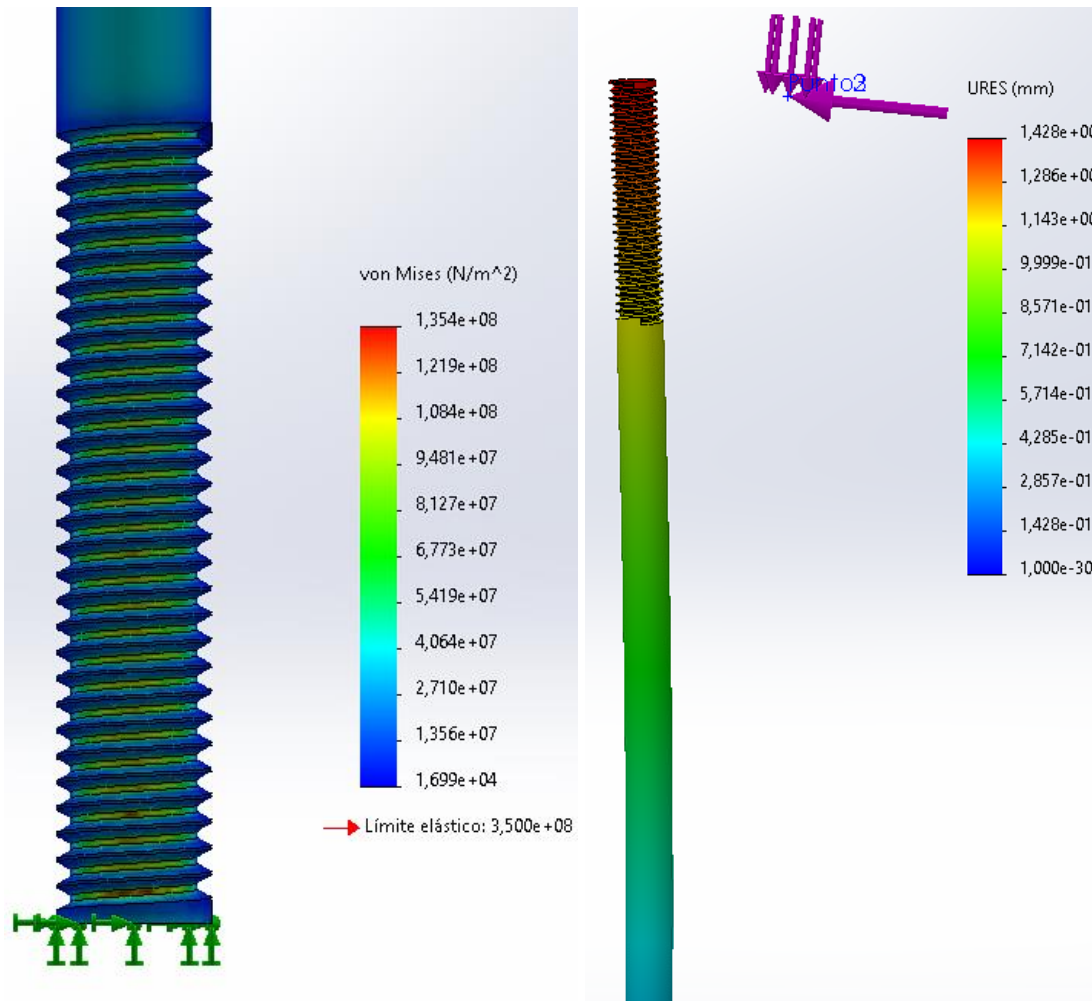 von Mises (N/m^2)
1,354e+08
1,219e+08
1,084e+08
9,481e+07
8,127e+07
6,773e+07
5,419e+07
4,064e+07
2,710e+07
1,356e+07
1,699e+04
Límite elástico: 3,500e+08
URES (mm)
1,428e+00
1,286e+00
1,143e+00
9,999e-01
8,571e-01
7,142e-01
5,714e-01
4,285e-01
2,857e-01
1,428e-01
1,000e-30